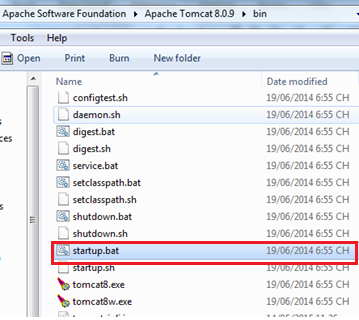 Apache Software Foundation ▸ Apache Tomcat 8.0.9 ▸ bin
Tools Help
Open Print Burn New folder
Name Date modified
configtest.sh 19/06/2014 6:55 CH
daemon.sh 19/06/2014 6:55 CH
digest.bat 19/06/2014 6:55 CH
digest.sh 19/06/2014 6:55 CH
service.bat 19/06/2014 6:55 CH
setclasspath.bat 19/06/2014 6:55 CH
setclasspath.sh 19/06/2014 6:55 CH
shutdown.bat 19/06/2014 6:55 CH
shutdown.sh 19/06/2014 6:55 CH
startup.bat 19/06/2014 6:55 CH
startup.sh 19/06/2014 6:55 CH
tomcat8.exe 19/06/2014 6:55 CH
tomcat8w.exe 19/06/2014 6:55 CH